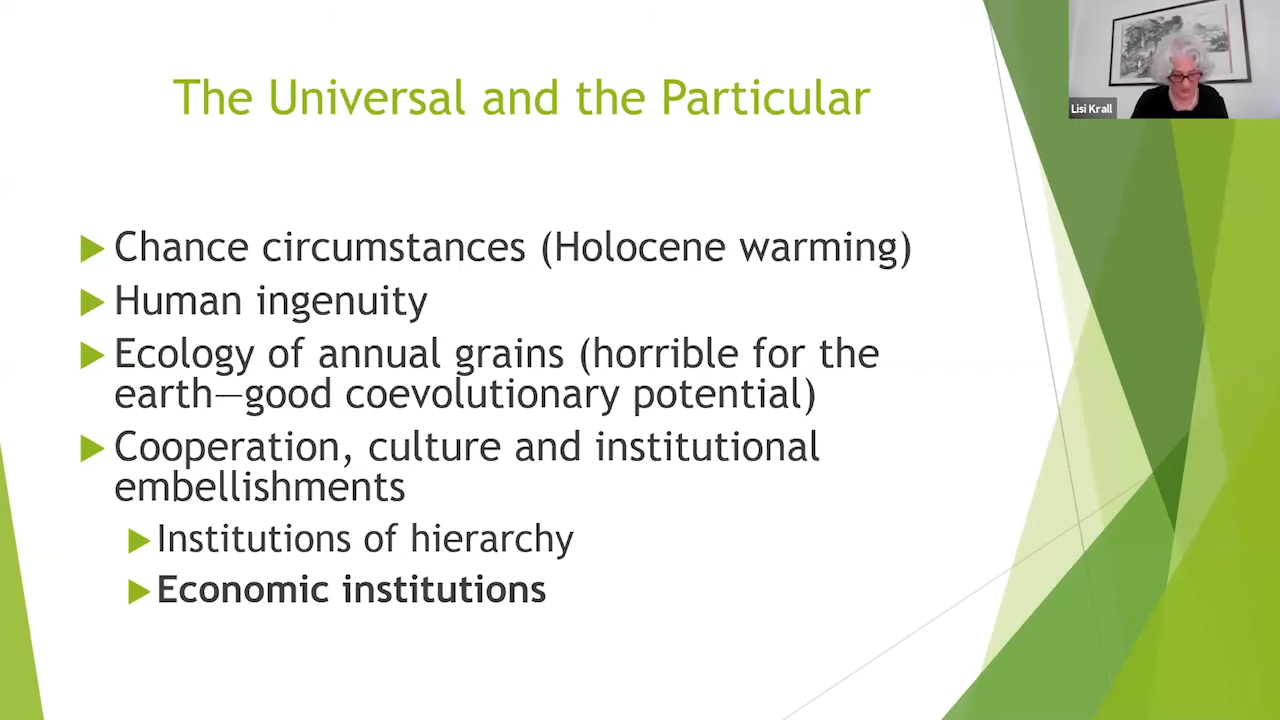 The Universal and the Particular
Lisi Krall
Chance circumstances (Holocene warming)
Human ingenuity
Ecology of annual grains (horrible for the
earth—good coevolutionary potential)
Cooperation, culture and institutional
embellishments
Institutions of hierarchy
Economic institutions